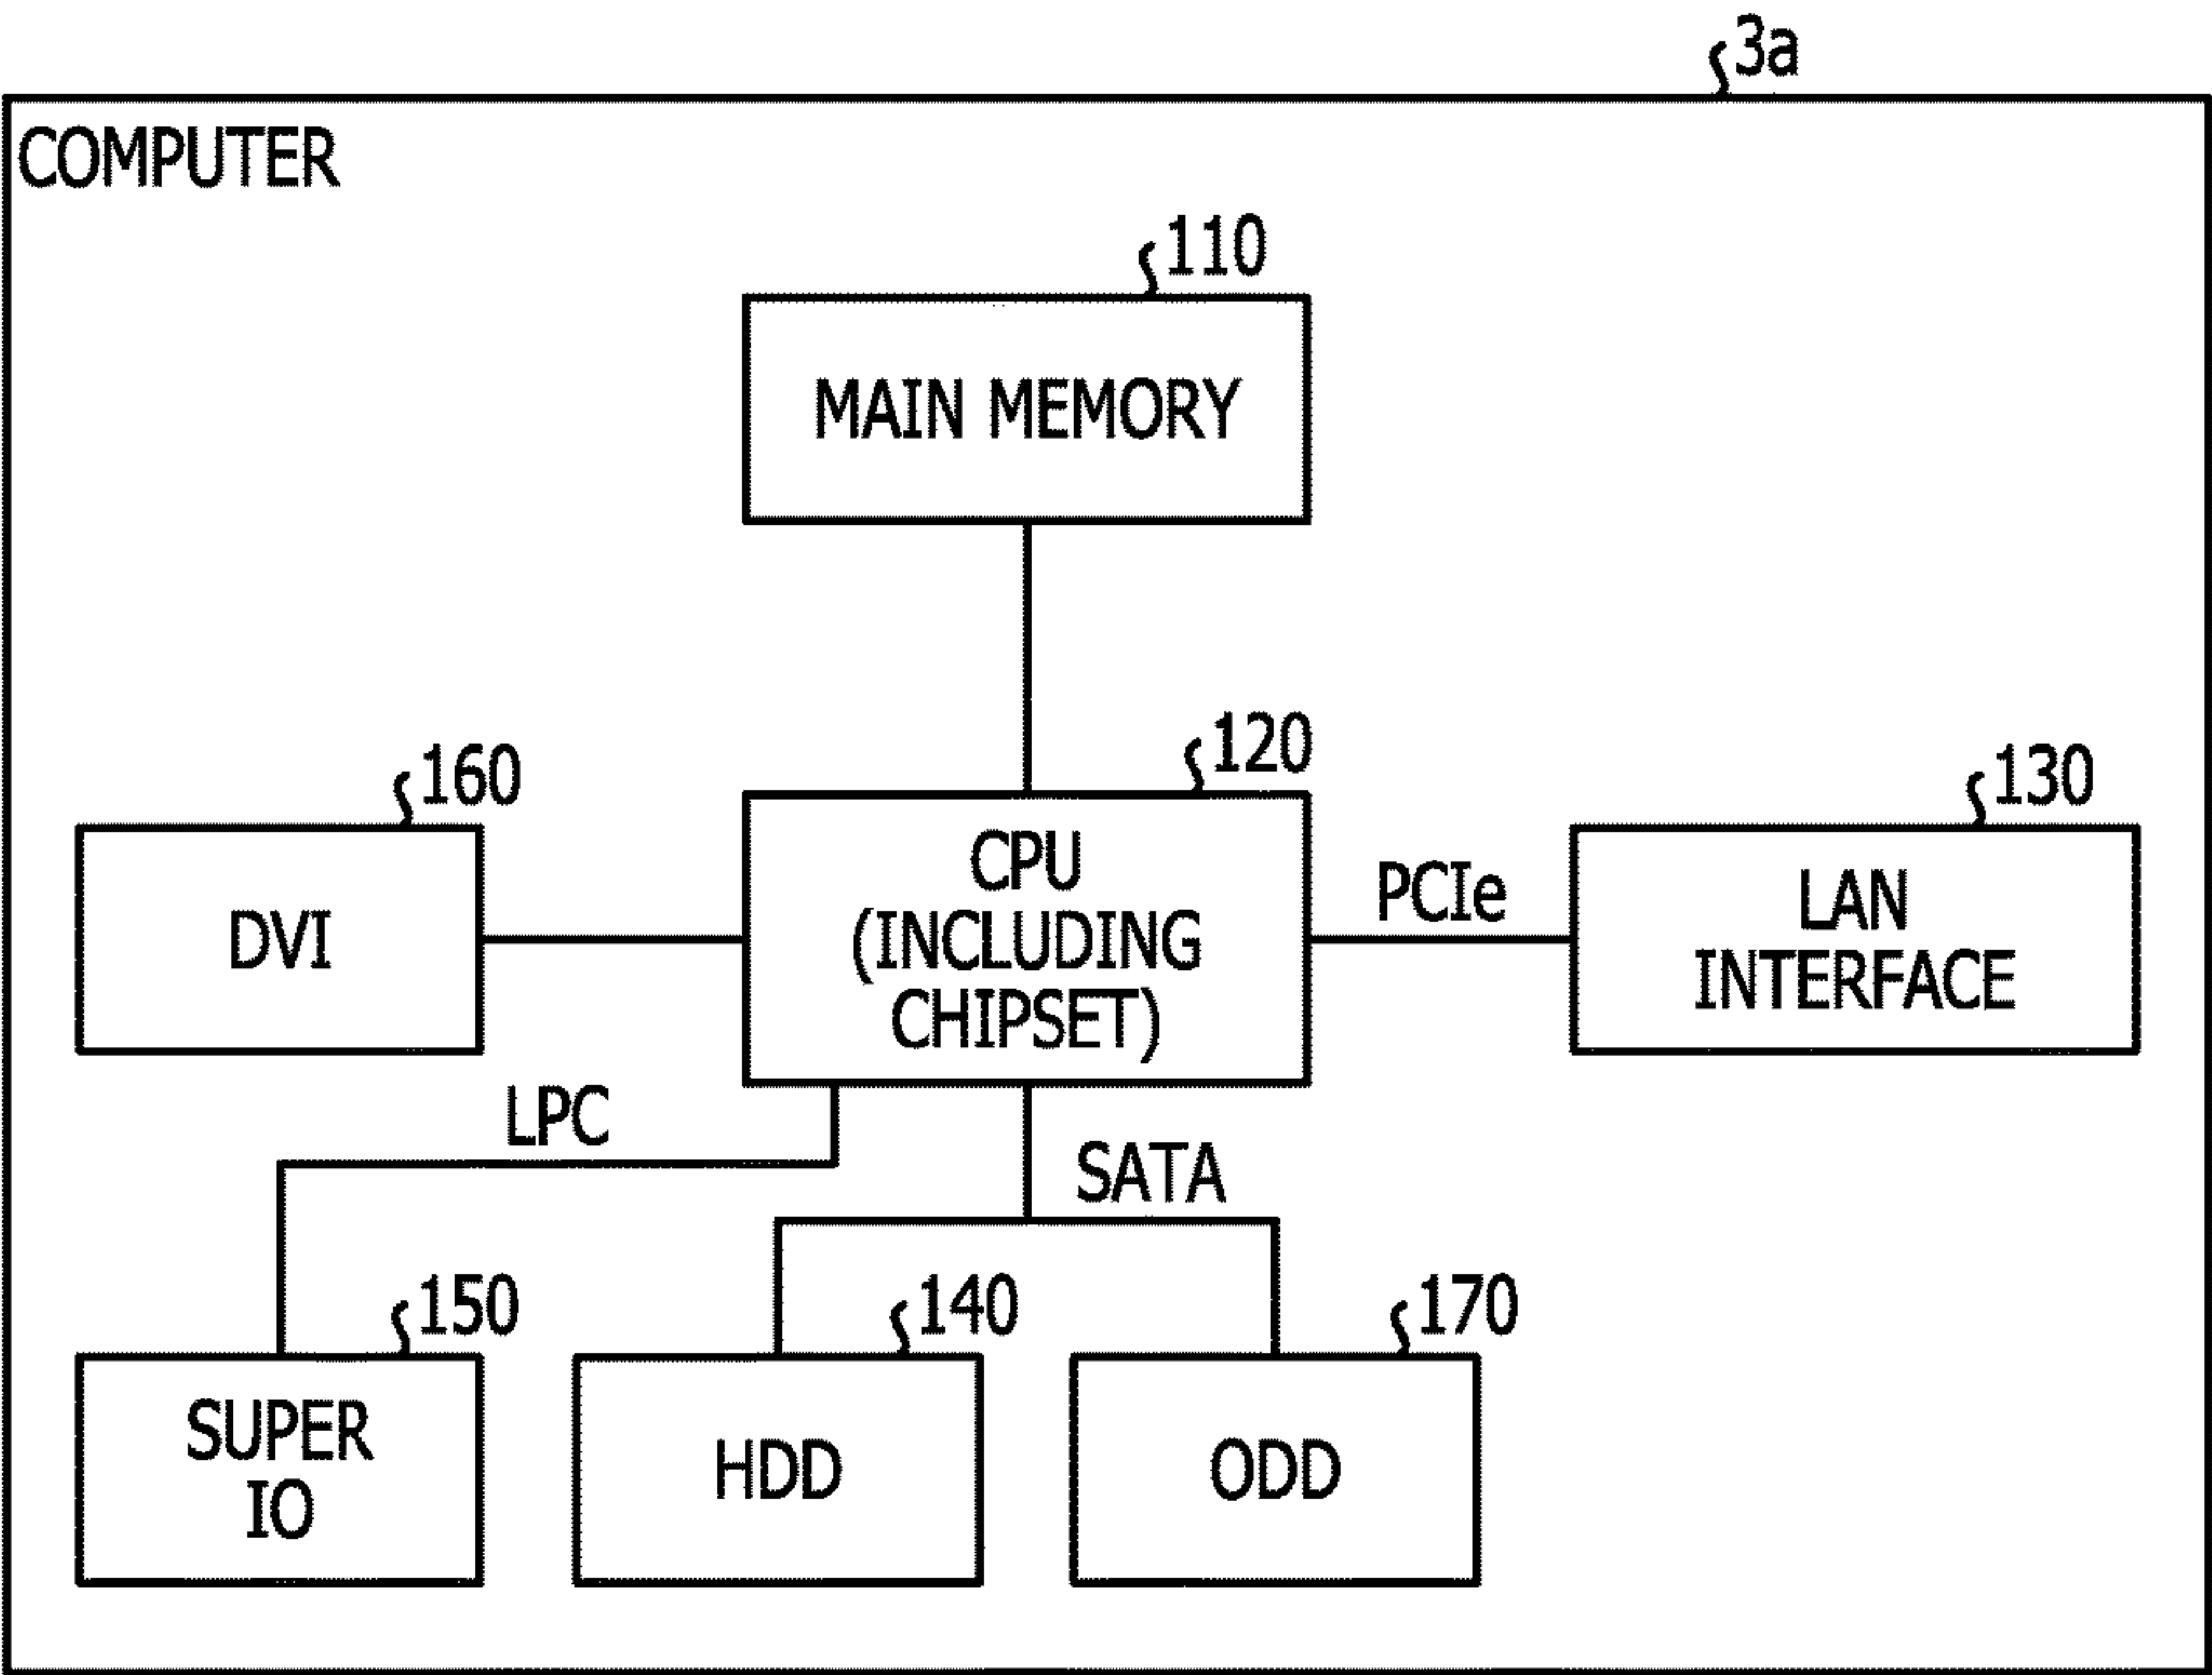 3a
COMPUTER
110
MAIN MEMORY
120
160
130
CPU
(INCLUDING
CHIPSET)
DVI
PCIe
LAN
INTERFACE
LPC
SATA
150
140
170
SUPER
IO
HDD
ODD